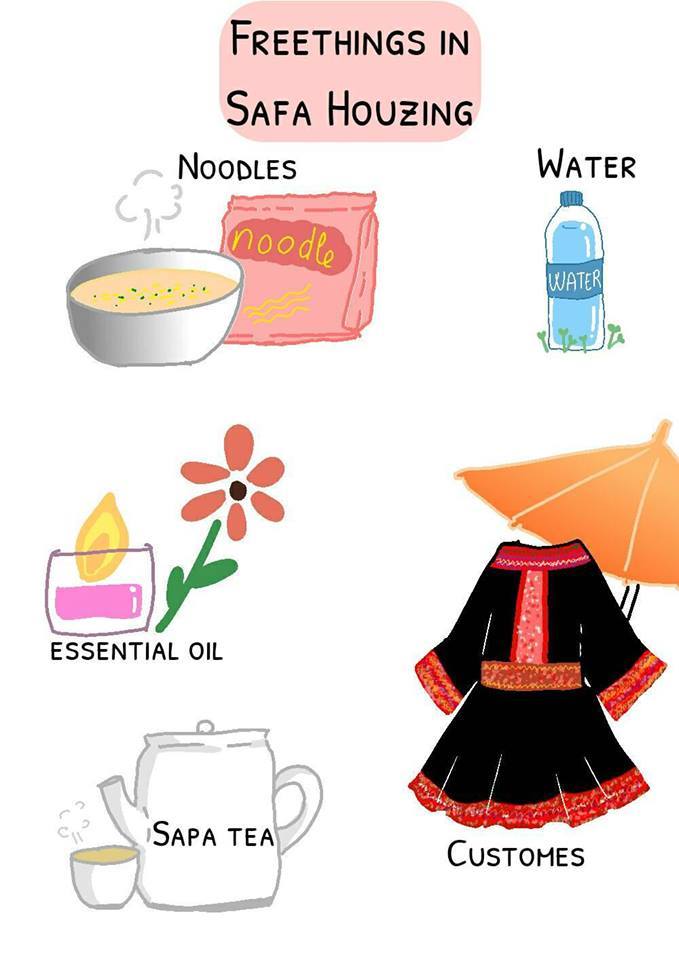 FREETHINGS IN
SAFA HOUZING
NOODLES
WATER
noodle
WATER
ESSENTIAL OIL
SAPA TEA
CUSTOMES